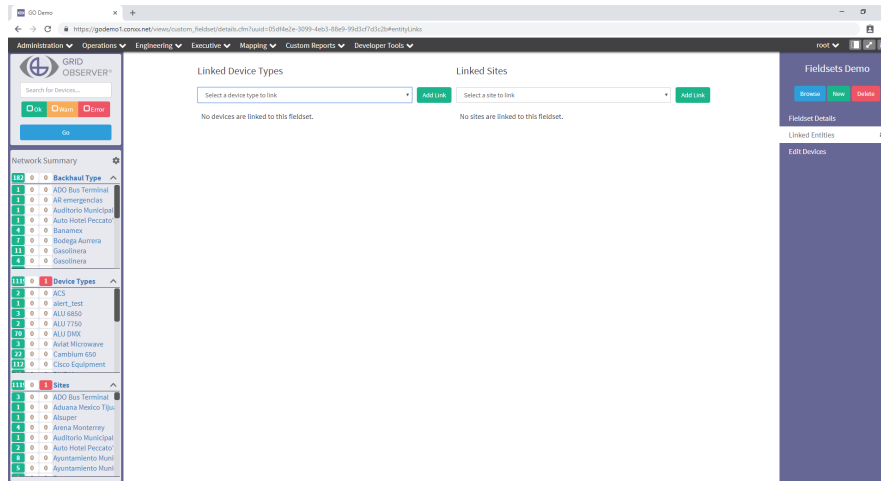 GO Demo
https://godemo1.conxx.net/views/custom_fieldset/details.cfm?uuid=05df4e2e-3099-4eb3-88e9-99d3cf7d3c2b#entityLinks
Administration Operations Engineering Executive Mapping Custom Reports Developer Tools root
GRID
OBSERVER
Search for Devices...
Ok Warn Error
Go
Network Summary
182 0 0 Backhaul Type
1 0 0 ADO Bus Terminal
1 0 0 AR emergencias
1 0 0 Auditorio Municipal
1 0 0 Auto Hotel Peccato'
4 0 0 Banamex
7 0 0 Bodega Aurrera
11 0 0 Gasolinera
4 0 0 Gasolinera
1119 0 1 Device Types
2 0 0 ACS
1 0 0 alert_test
3 0 0 ALU 6850
2 0 0 ALU 7750
70 0 0 ALU DMX
3 0 0 Aviat Microwave
22 0 0 Cambium 650
112 0 0 Cisco Equipment
1119 0 1 Sites
3 0 0 ADO Bus Terminal
1 0 0 Aduana Mexico Tiju
1 0 0 Alsuper
4 0 0 Arena Monterrey
1 0 0 Auditorio Municipal
2 0 0 Auto Hotel Peccato'
8 0 0 Ayuntamiento Muni
5 0 0 Ayuntamiento Muni
Linked Device Types
Select a device type to link Add Link
No devices are linked to this fieldset.
Linked Sites
Select a site to link Add Link
No sites are linked to this fieldset.
Fieldsets Demo
Browse New Delete
Fieldset Details
Linked Entities
Edit Devices